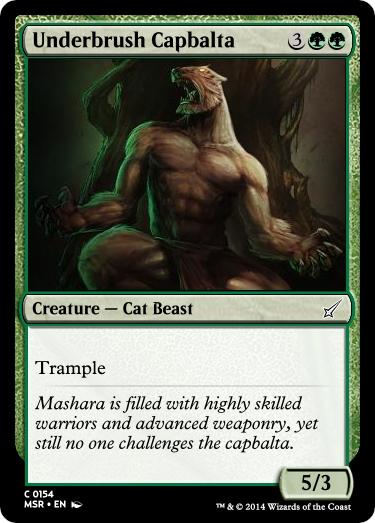 Underbrush Capbalta 3
Creature — Cat Beast
Trample
Mashara is filled with highly skilled
warriors and advanced weaponry, yet
still no one challenges the capbalta.
5/3
C 0154
MSR • EN
™ & © 2014 Wizards of the Coast